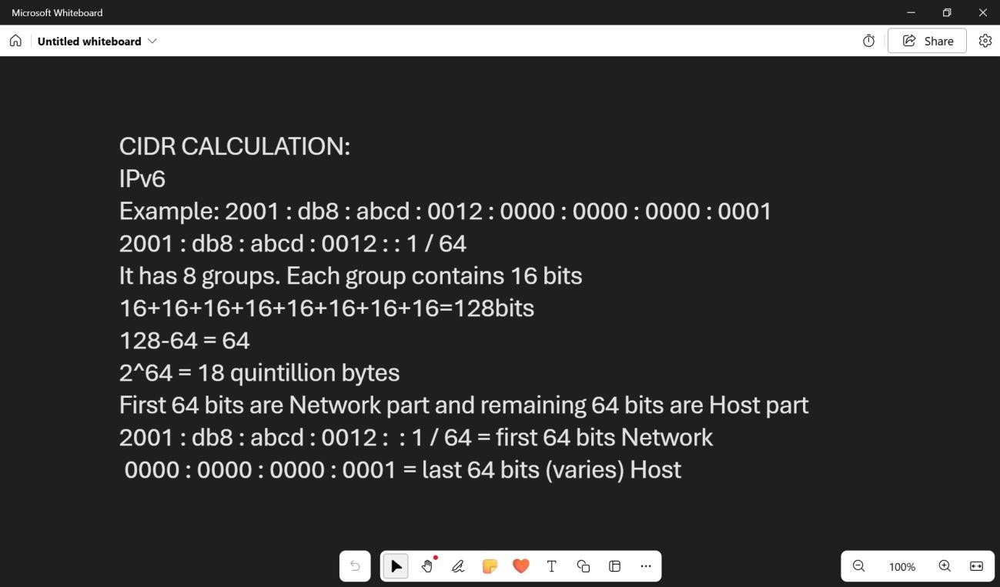 Microsoft Whiteboard
Untitled whiteboard
Share
CIDR CALCULATION:
IPv6
Example: 2001 : db8 : abcd : 0012 : 0000 : 0000 : 0000 : 0001
2001 : db8 : abcd : 0012 : : 1 / 64
It has 8 groups. Each group contains 16 bits
16+16+16+16+16+16+16+16=128bits
128-64 = 64
2^64 = 18 quintillion bytes
First 64 bits are Network part and remaining 64 bits are Host part
2001 : db8 : abcd : 0012 :  : 1 / 64 = first 64 bits Network
0000 : 0000 : 0000 : 0001 = last 64 bits (varies) Host
100%